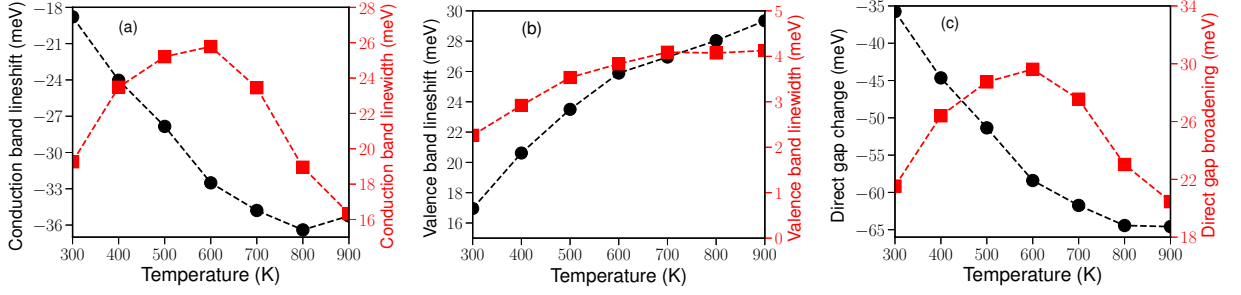 (a)
Conduction band lineshift (meV)
−18
−21
−24
−27
−30
−33
−36
28
26
24
22
20
18
16
Conduction band linewidth (meV)
300 400 500 600 700 800 900
Temperature (K)
(b)
Valence band lineshift (meV)
30
28
26
24
22
20
18
16
5
4
3
2
1
0
Valence band linewidth (meV)
300 400 500 600 700 800 900
Temperature (K)
(c)
Direct gap change (meV)
−35
−40
−45
−50
−55
−60
−65
34
30
26
22
18
Direct gap broadening (meV)
300 400 500 600 700 800 900
Temperature (K)